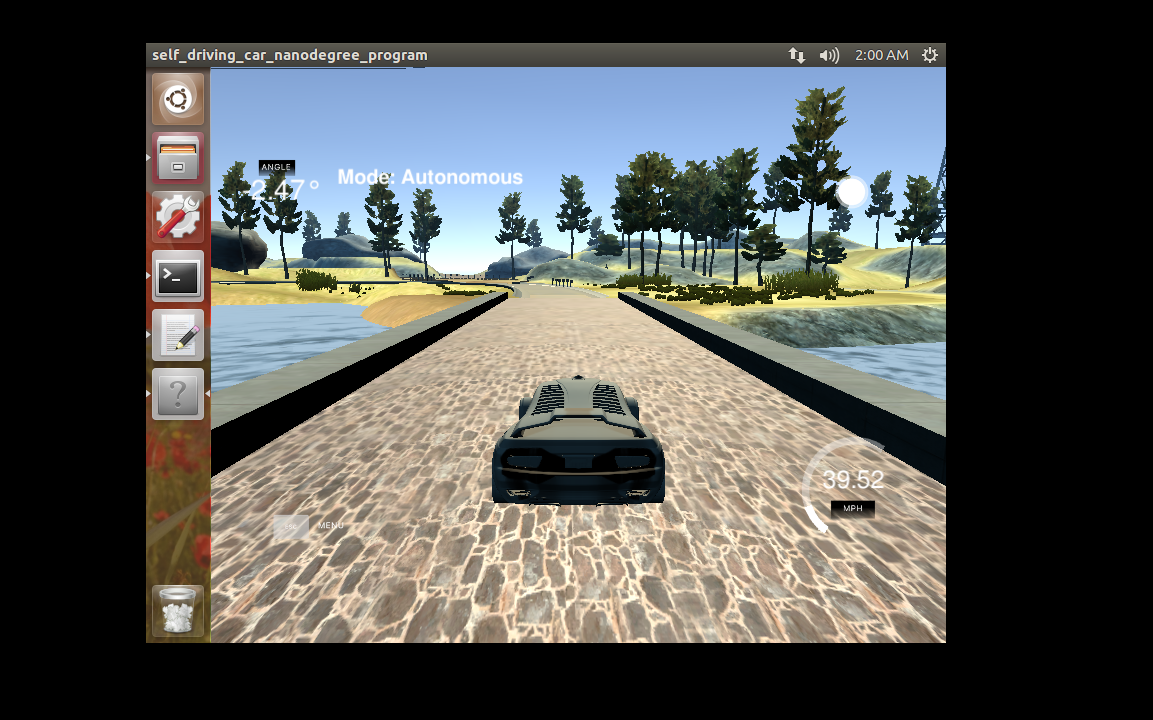 self_driving_car_nanodegree_program
2:00 AM
ANGLE
Mode: Autonomous
-2.47°
39.52
MPH
MENU